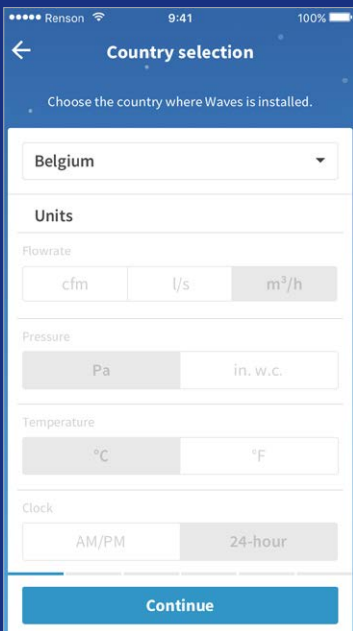 Renson 9:41 100%
Country selection
Choose the country where Waves is installed.
Belgium
Units
Flowrate
cfm l/s m³/h
Pressure
Pa in. w.c.
Temperature
°C °F
Clock
AM/PM 24-hour
Continue